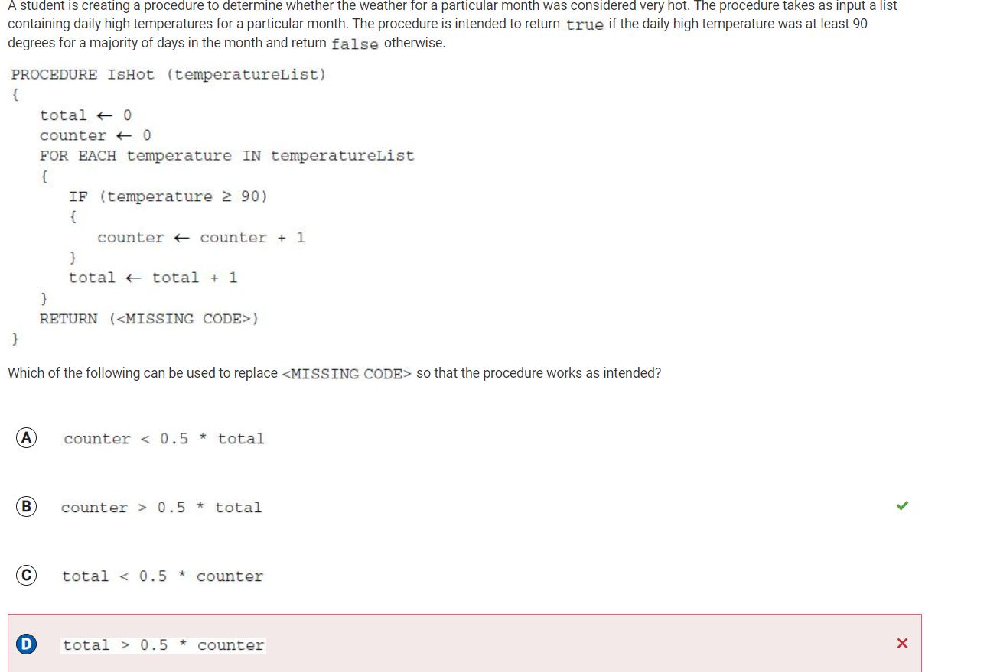 A student is creating a procedure to determine whether the weather for a particular month was considered very hot. The procedure takes as input a list
containing daily high temperatures for a particular month. The procedure is intended to return true if the daily high temperature was at least 90
degrees for a majority of days in the month and return false otherwise.
PROCEDURE IsHot (temperatureList)
{
total ← 0
counter ← 0
FOR EACH temperature IN temperatureList
{
IF (temperature ≥ 90)
{
counter ← counter + 1
}
total ← total + 1
}
RETURN (<MISSING CODE>)
}
Which of the following can be used to replace <MISSING CODE> so that the procedure works as intended?
A counter < 0.5 * total
B counter > 0.5 * total
C total < 0.5 * counter
D total > 0.5 * counter